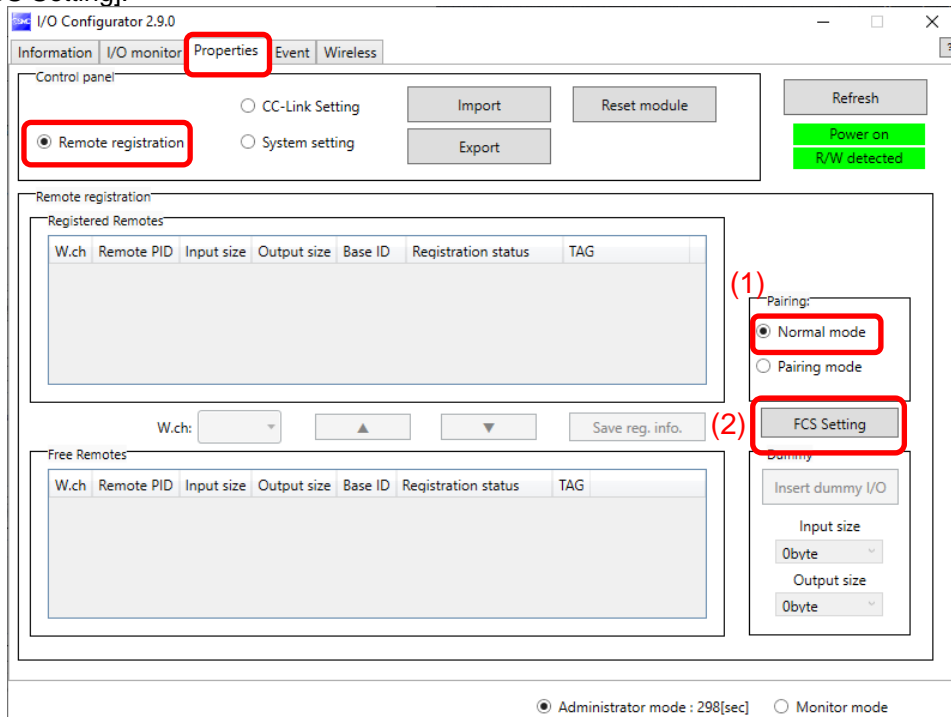 Setting].
I/O Configurator 2.9.0
Information I/O monitor Properties Event Wireless
Control panel
CC-Link Setting Import Reset module Refresh
Remote registration System setting Export Power on
R/W detected
Remote registration
Registered Remotes
W.ch Remote PID Input size Output size Base ID Registration status TAG
(1)
Pairing:
Normal mode
Pairing mode
W.ch: ▲ ▼ Save reg. info. (2) FCS Setting
Free Remotes Dummy
W.ch Remote PID Input size Output size Base ID Registration status TAG
Insert dummy I/O
Input size
0byte
Output size
0byte
Administrator mode : 298[sec] Monitor mode